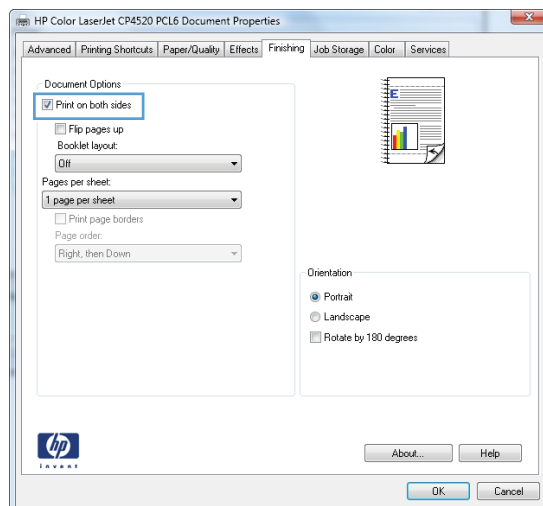 HP Color LaserJet CP4520 PCL6 Document Properties
Advanced Printing Shortcuts Paper/Quality Effects Finishing Job Storage Color Services
Document Options
Print on both sides
Flip pages up
Booklet layout:
Off
Pages per sheet:
1 page per sheet
Print page borders
Page order:
Right, then Down
E
Orientation
Portrait
Landscape
Rotate by 180 degrees
hp
invent
About... Help
OK Cancel